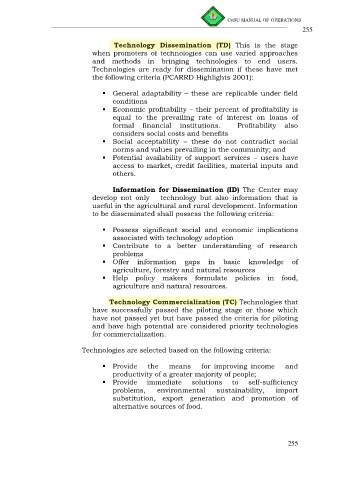 CvSU MANUAL OF OPERATIONS
255
Technology Dissemination (TD) This is the stage
when promoters of technologies can use varied approaches
and methods in bringing technologies to end users.
Technologies are ready for dissemination if these have met
the following criteria (PCARRD Highlights 2001):
▪ General adaptability – these are replicable under field
conditions
▪ Economic profitability – their percent of profitability is
equal to the prevailing rate of interest on loans of
formal financial institutions. Profitability also
considers social costs and benefits
▪ Social acceptability – these do not contradict social
norms and values prevailing in the community; and
▪ Potential availability of support services – users have
access to market, credit facilities, material inputs and
others.
Information for Dissemination (ID) The Center may
develop not only technology but also information that is
useful in the agricultural and rural development. Information
to be disseminated shall possess the following criteria:
▪ Possess significant social and economic implications
associated with technology adoption
▪ Contribute to a better understanding of research
problems
▪ Offer information gaps in basic knowledge of
agriculture, forestry and natural resources
▪ Help policy makers formulate policies in food,
agriculture and natural resources.
Technology Commercialization (TC) Technologies that
have successfully passed the piloting stage or those which
have not passed yet but have passed the criteria for piloting
and have high potential are considered priority technologies
for commercialization.
Technologies are selected based on the following criteria:
▪ Provide the means for improving income and
productivity of a greater majority of people;
▪ Provide immediate solutions to self-sufficiency
problems, environmental sustainability, import
substitution, export generation and promotion of
alternative sources of food.
255